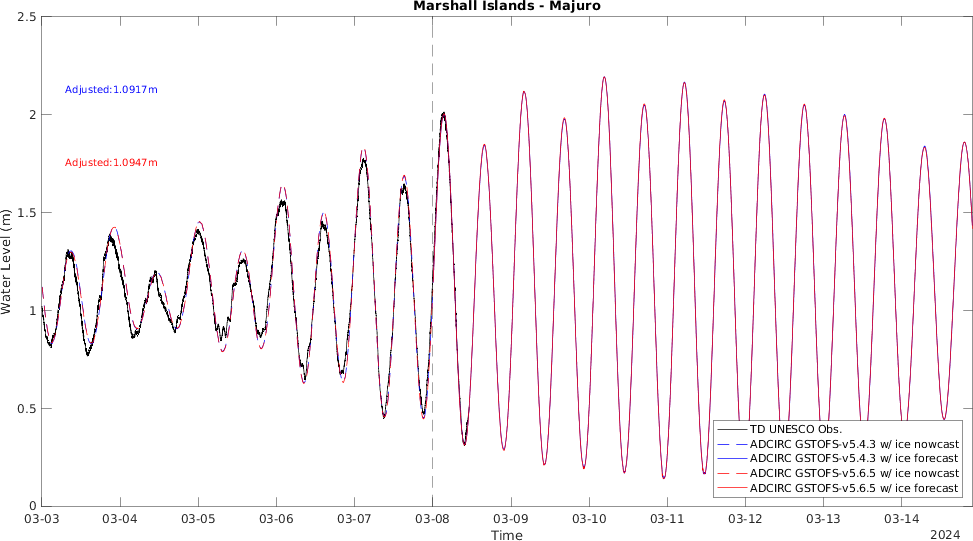 Marshall Islands - Majuro
2.5
2
1.5
1
0.5
0
Water Level (m)
Adjusted:1.0917m
Adjusted:1.0947m
TD UNESCO Obs.
ADCIRC GSTOFS-v5.4.3 w/ ice nowcast
ADCIRC GSTOFS-v5.4.3 w/ ice forecast
ADCIRC GSTOFS-v5.6.5 w/ ice nowcast
ADCIRC GSTOFS-v5.6.5 w/ ice forecast
03-03 03-04 03-05 03-06 03-07 03-08 03-09 03-10 03-11 03-12 03-13 03-14
Time
2024